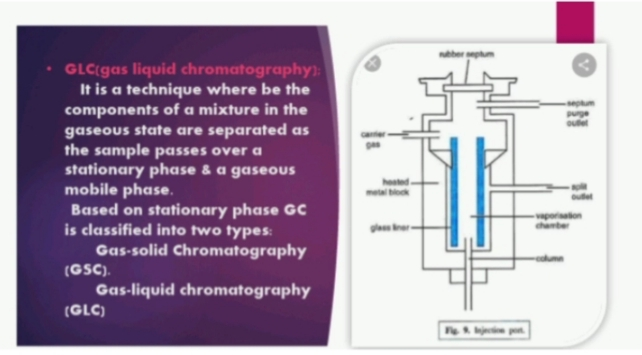 • GLC(gas liquid chromatography):
It is a technique where be the
components of a mixture in the
gaseous state are separated as
the sample passes over a
stationary phase & a gaseous
mobile phase.
Based on stationary phase GC
is classified into two types:
Gas-solid Chromatography
(GSC).
Gas-liquid chromatography
(GLC)
rubber septum
septum
purge
outlet
carrier
gas
heated
metal block
split
outlet
glass liner
vaporisation
chamber
column
Fig. 9. Injection port.